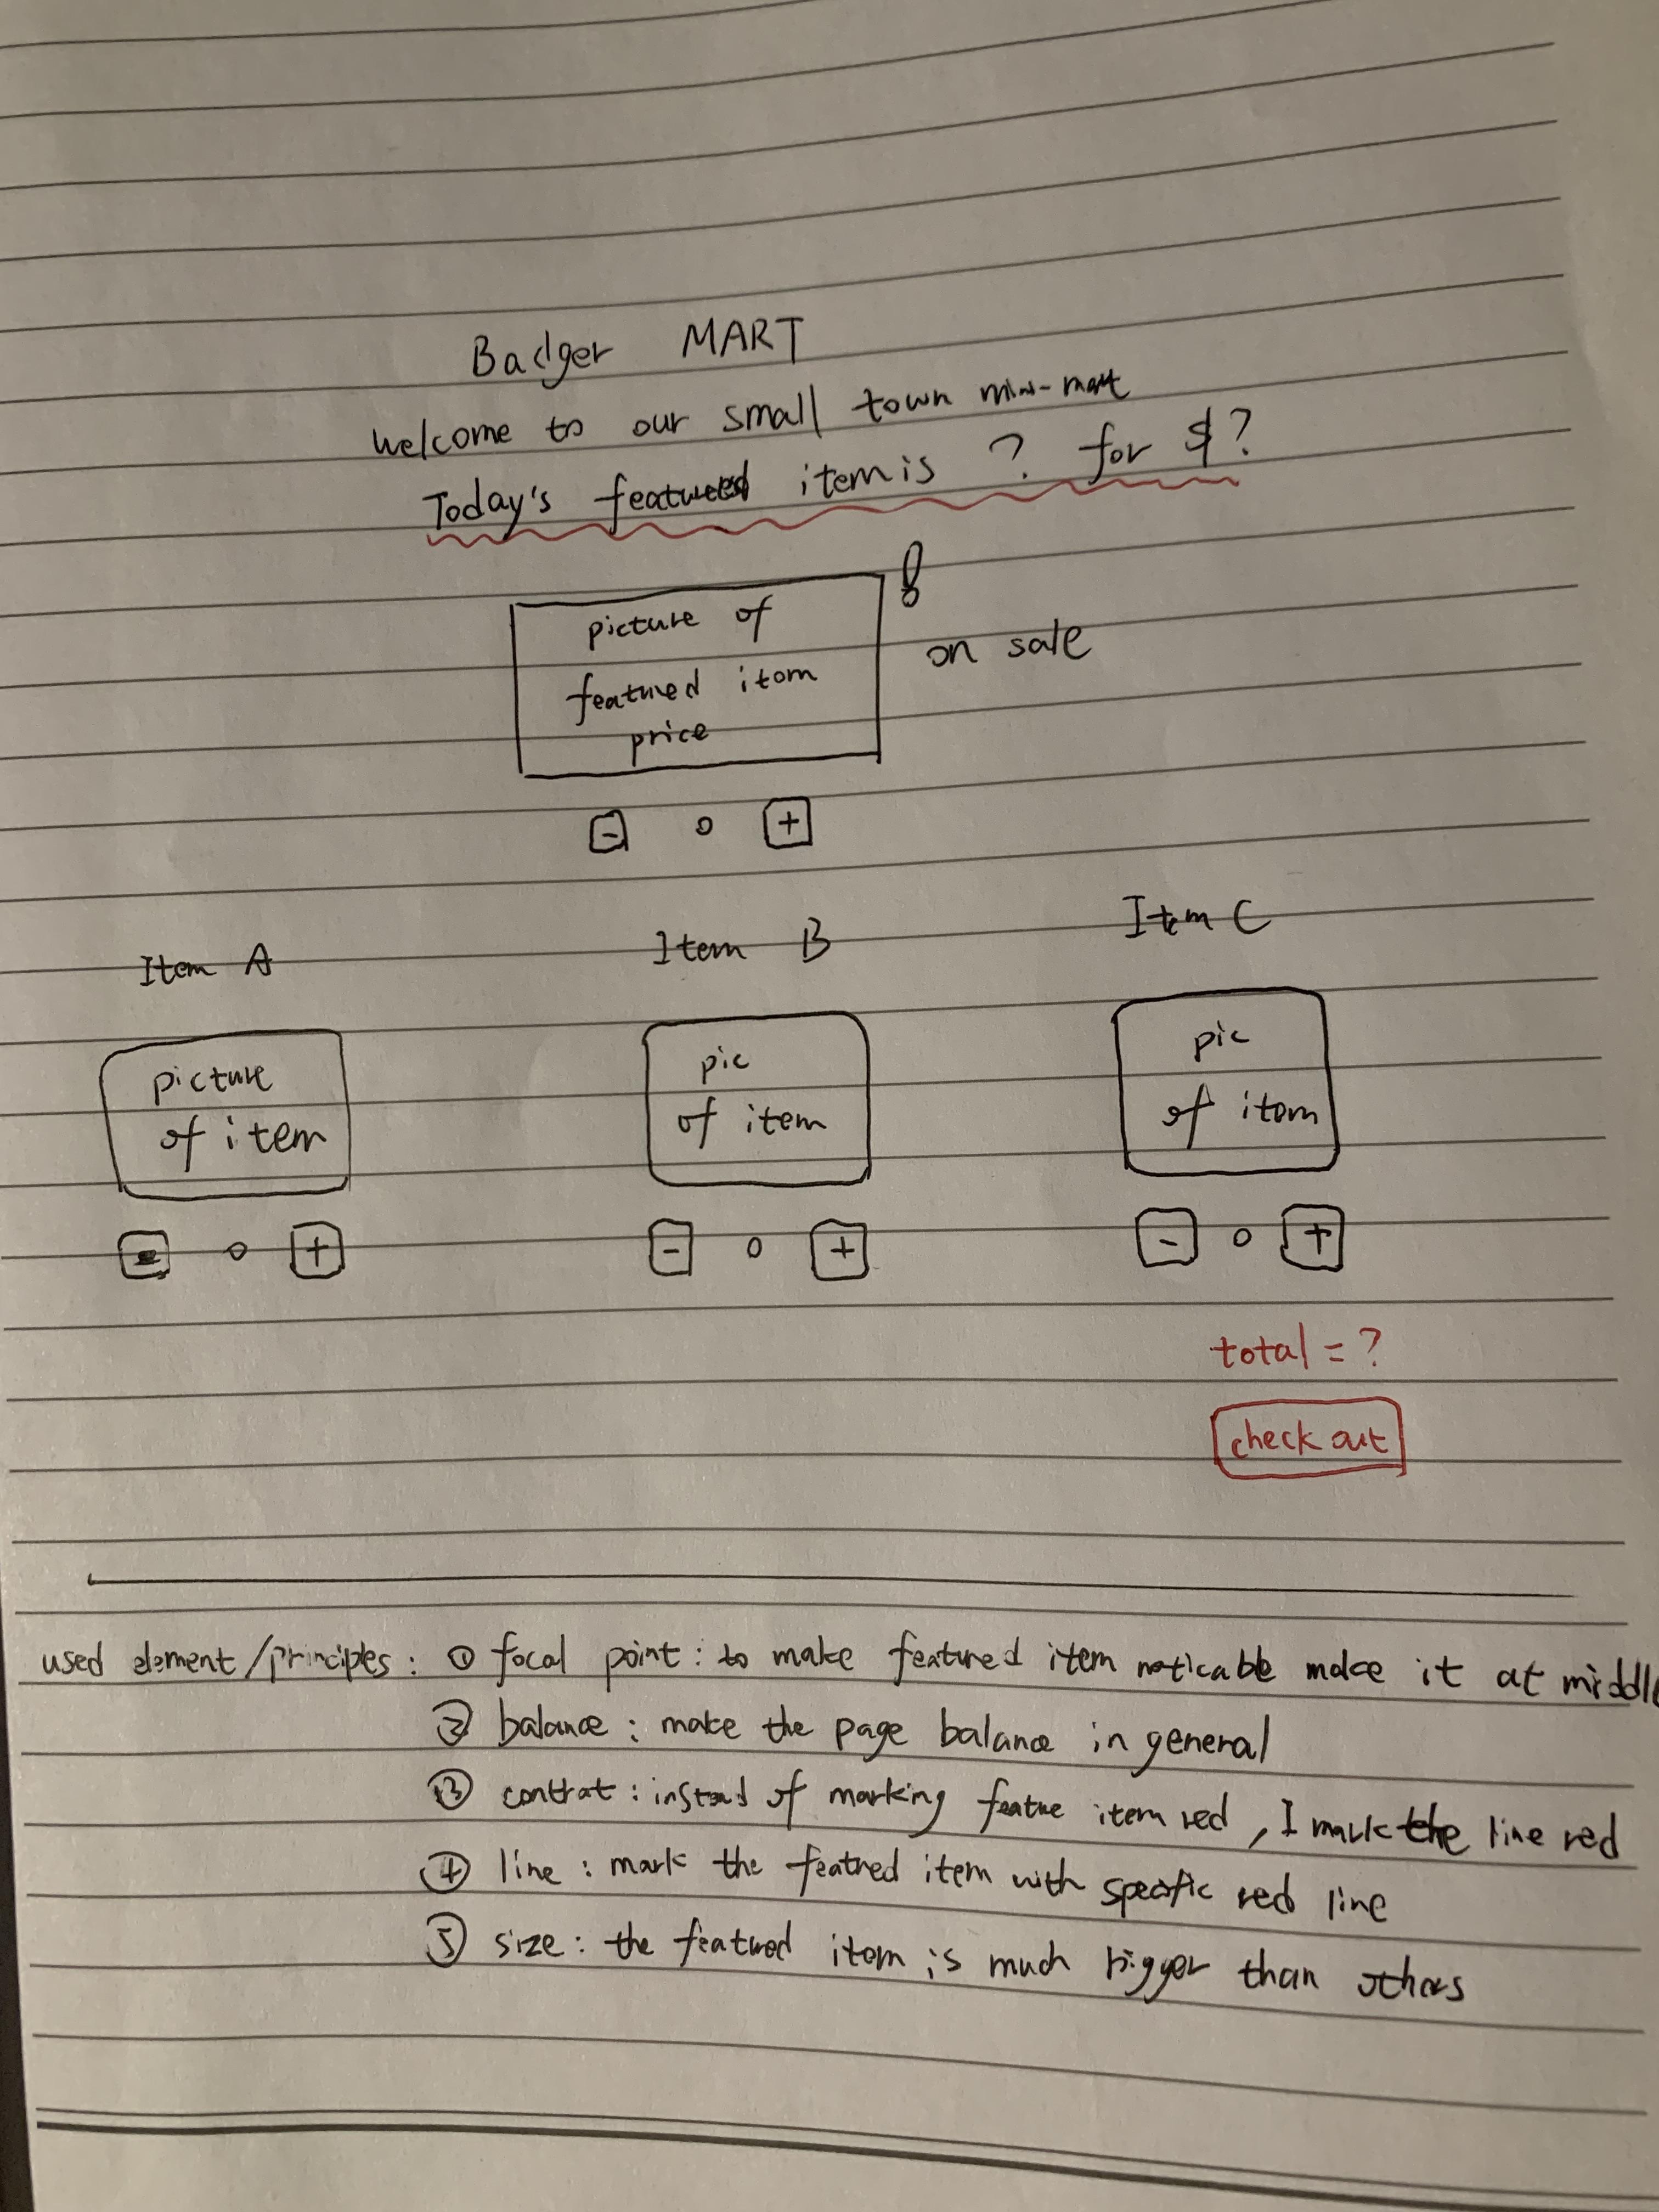 Badger MART
Welcome to our small town mini-mart
Today's featured item is ? for $?
!
on sale
picture of
featured itom
price
- 0 +
Item A Item B Item C
picture
of item
pic
of item
pic
of itom
- 0 + - 0 + - 0 +
total = ?
check out
used element/principles : ① focal point : to make featured item noticable make it at middle
② balance : make the page balance in general
③ contrat : instead of marking featue item red , I mark the line red
④ line : mark the featred item with specific red line
⑤ size : the featured item is much bigger than others